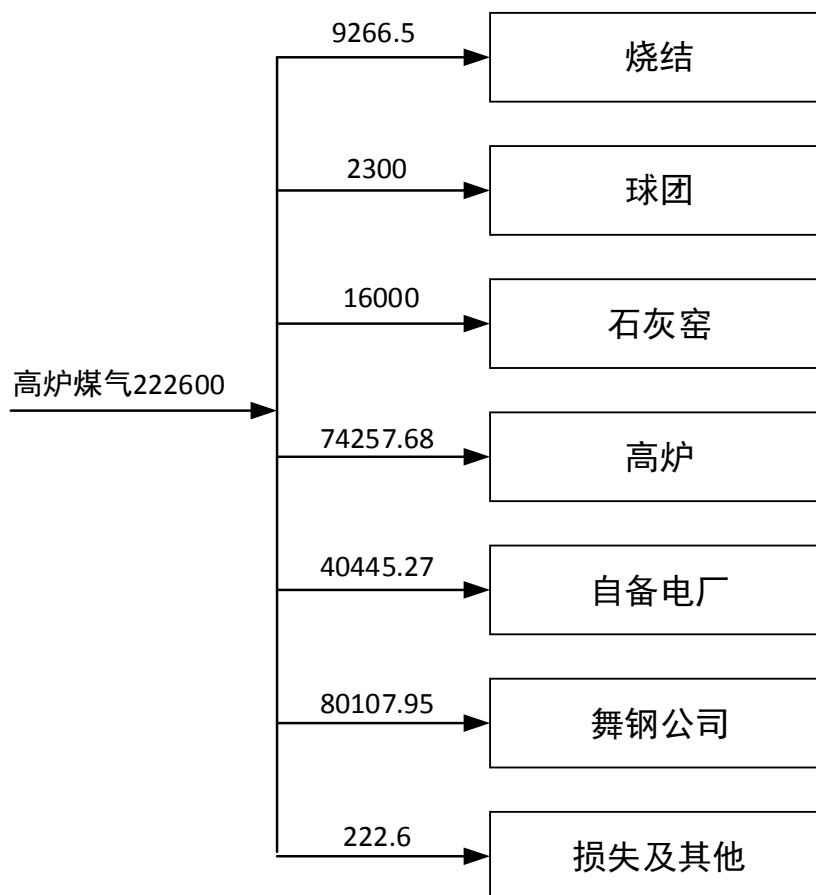 9266.5
烧结
2300
球团
16000
石灰窑
高炉煤气222600
74257.68
高炉
40445.27
自备电厂
80107.95
舞钢公司
222.6
损失及其他